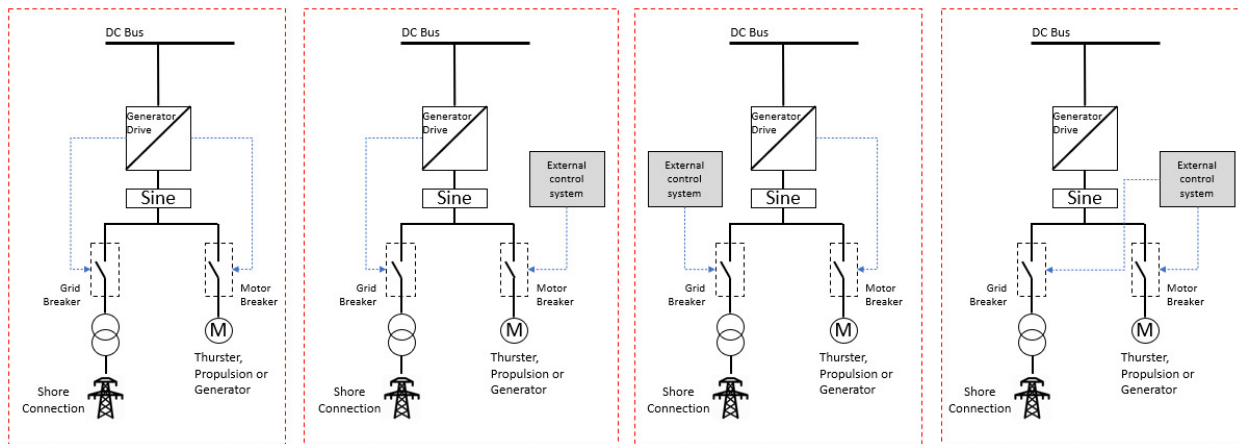 DC Bus
Generator
Drive
Sine
Grid
Breaker
Motor
Breaker
M
Thurster,
Propulsion or
Generator
Shore
Connection
DC Bus
Generator
Drive
External
control
system
Sine
Grid
Breaker
Motor
Breaker
M
Thurster,
Propulsion or
Generator
Shore
Connection
DC Bus
Generator
Drive
External
control
system
Sine
Grid
Breaker
Motor
Breaker
M
Thurster,
Propulsion or
Generator
Shore
Connection
DC Bus
Generator
Drive
External
control
system
Sine
Grid
Breaker
Motor
Breaker
M
Thurster,
Propulsion or
Generator
Shore
Connection